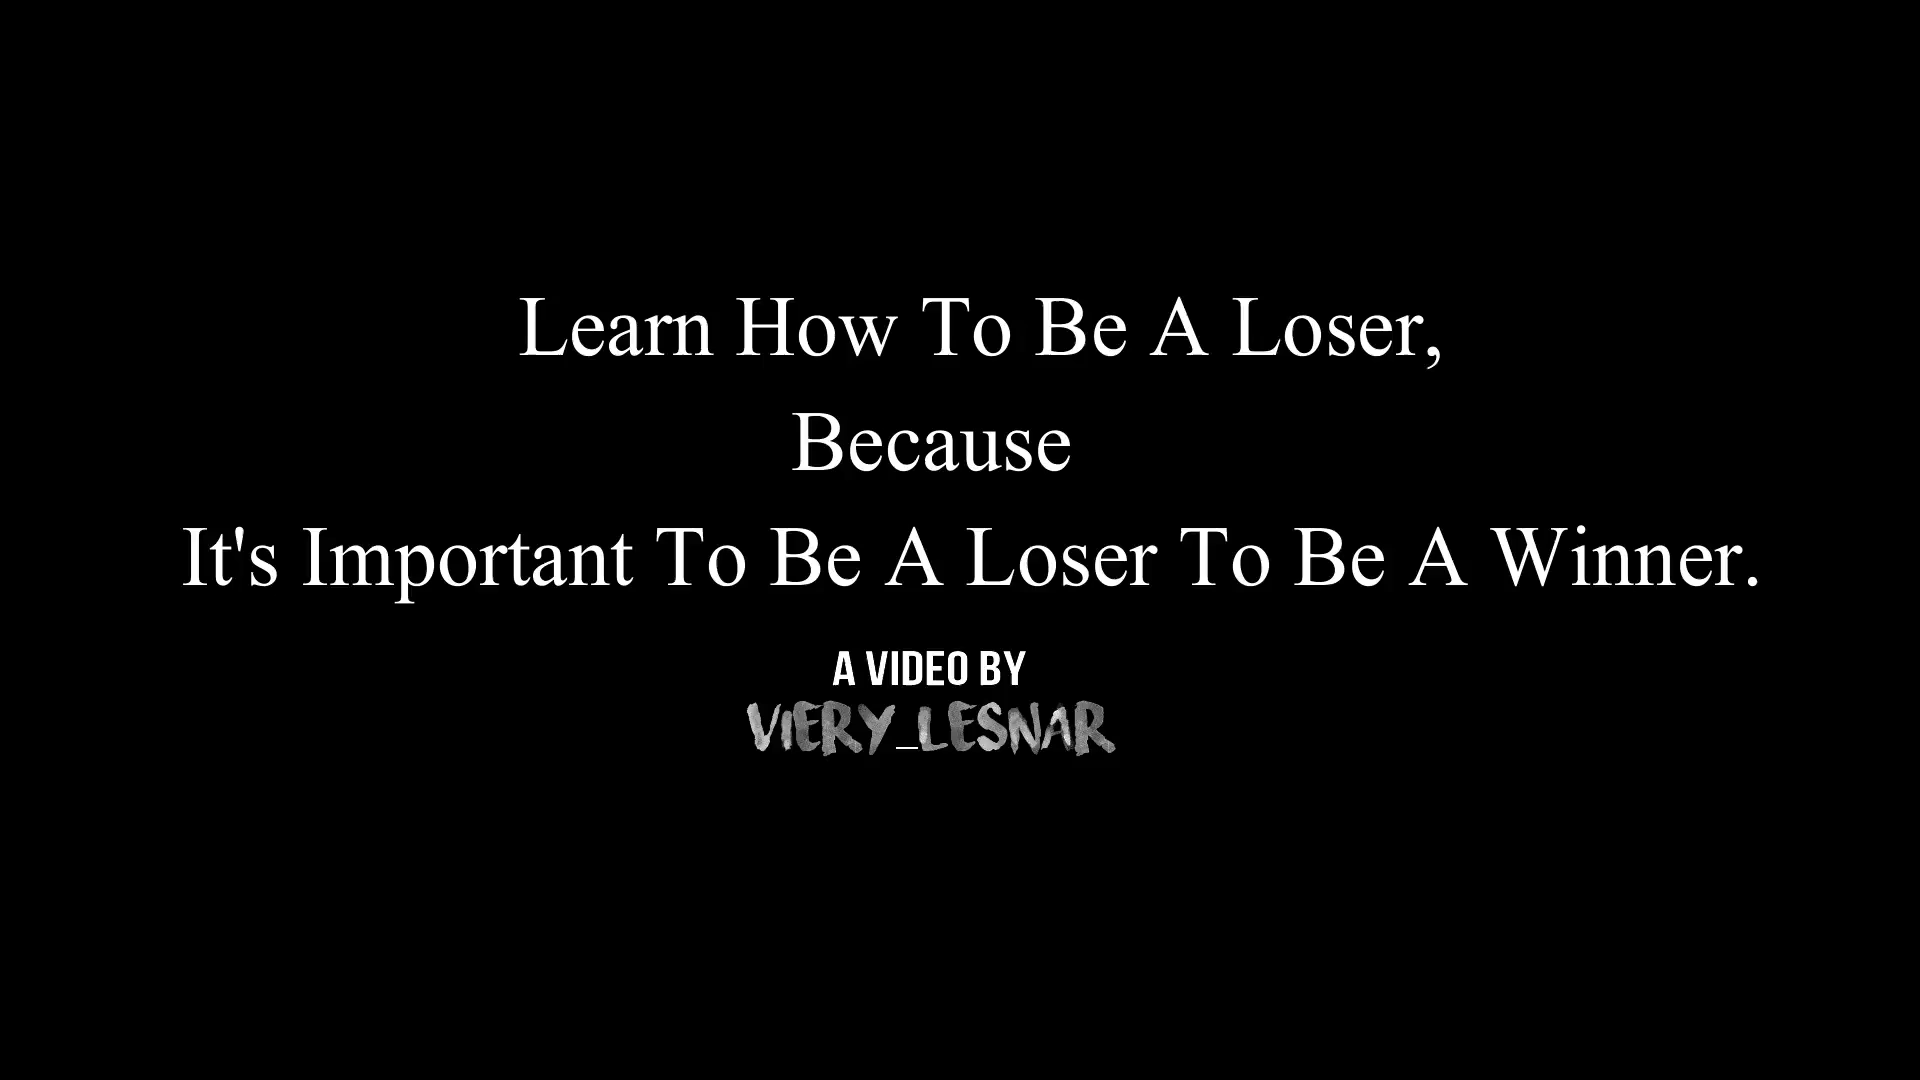 Learn How To Be A Loser,
Because
It's Important To Be A Loser To Be A Winner.
A VIDEO BY
VIERY_LESNAR